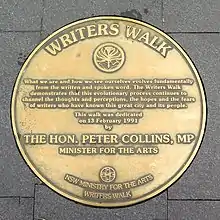 WRITERS WALK
What we are and how we see ourselves evolves fundamentally
from the written and spoken word. The Writers Walk
demonstrates that this evolutionary process continues to
channel the thoughts and perceptions, the hopes and the fears
of writers who have known this great city and its people.
This walk was dedicated
on 13 February 1991
by
THE HON. PETER COLLINS, MP
MINISTER FOR THE ARTS
NSW MINISTRY FOR THE ARTS
WRITERS WALK